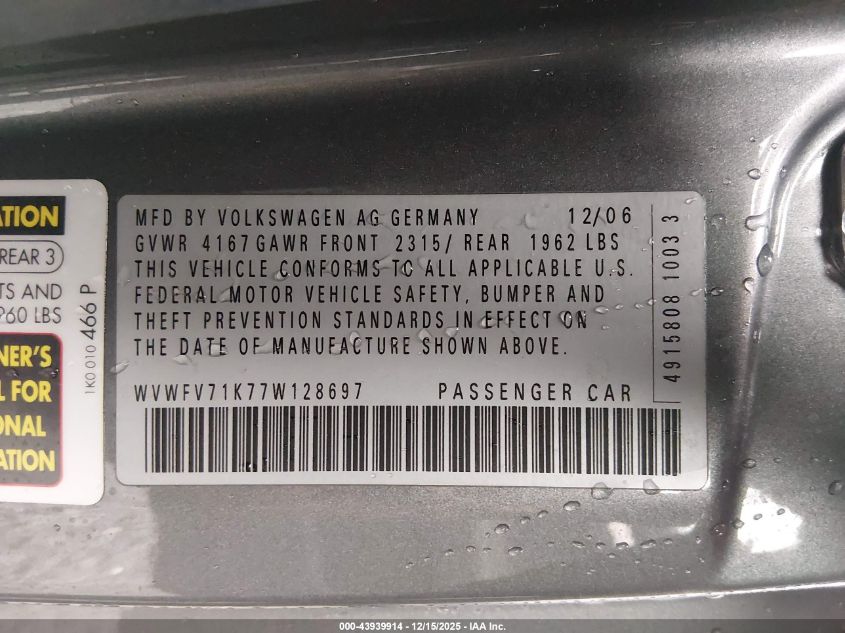 ATION
REAR 3
TS AND
960 LBS
NER'S
L FOR
ONAL
ATION
1K0 010 466 P
MFD BY VOLKSWAGEN AG GERMANY 12/06
GVWR 4167 GAWR FRONT 2315/ REAR 1962 LBS
THIS VEHICLE CONFORMS TO ALL APPLICABLE U.S.
FEDERAL MOTOR VEHICLE SAFETY, BUMPER AND
THEFT PREVENTION STANDARDS IN EFFECT ON
THE DATE OF MANUFACTURE SHOWN ABOVE.
WVWFV71K77W128697 PASSENGER CAR
4915808 1003 3
000-43939914 - 12/15/2025 - IAA Inc.